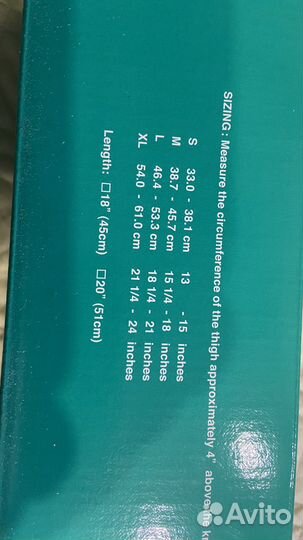 SIZING: Measure the circumference of the thigh approximately 4" above the
S 33.0 - 38.1 cm 13 - 15 inches
M 38.7 - 45.7 cm 15 1/4 - 18 inches
L 46.4 - 53.3 cm 18 1/4 - 21 inches
XL 54.0 - 61.0 cm 21 1/4 - 24 inches
Length: ☐18" (45cm) ☐20" (51cm)
Avito